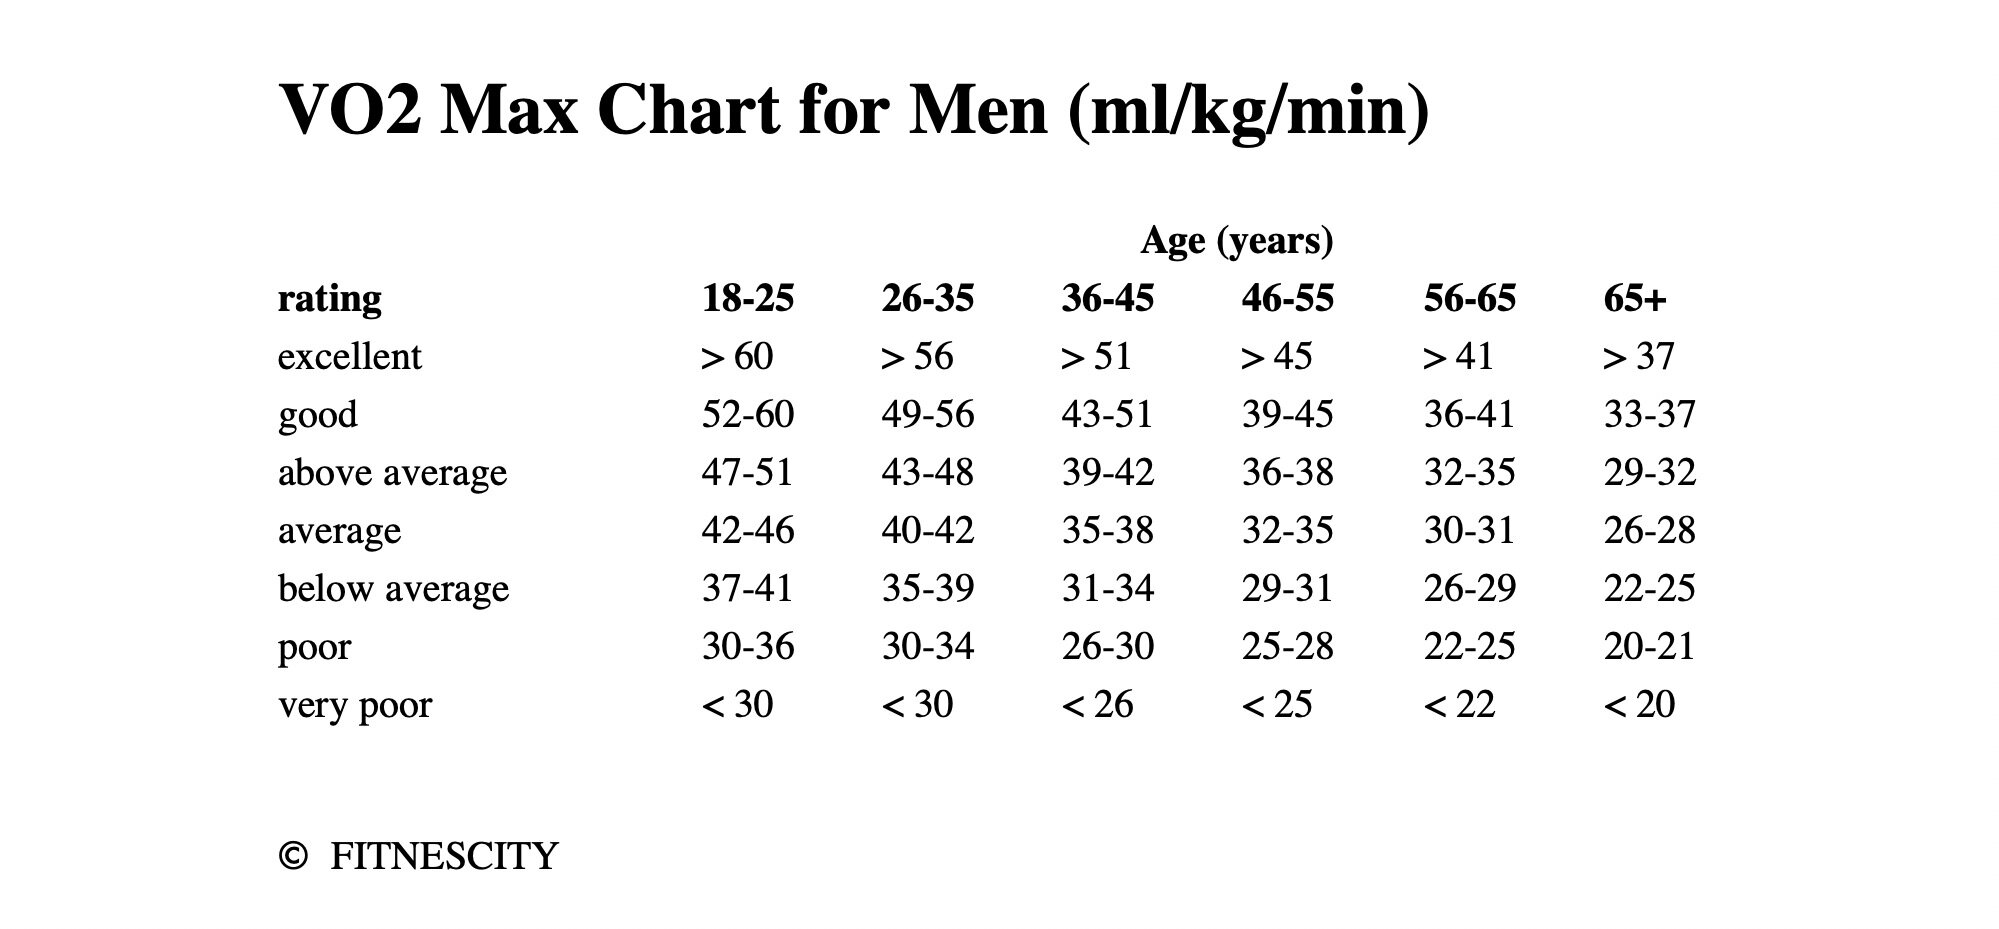 VO2 Max Chart for Men (ml/kg/min)
Age (years)
rating 18-25 26-35 36-45 46-55 56-65 65+
excellent > 60 > 56 > 51 > 45 > 41 > 37
good 52-60 49-56 43-51 39-45 36-41 33-37
above average 47-51 43-48 39-42 36-38 32-35 29-32
average 42-46 40-42 35-38 32-35 30-31 26-28
below average 37-41 35-39 31-34 29-31 26-29 22-25
poor 30-36 30-34 26-30 25-28 22-25 20-21
very poor < 30 < 30 < 26 < 25 < 22 < 20
© FITNESCITY